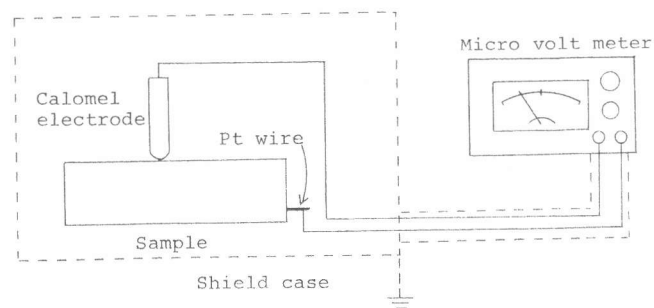 Micro volt meter
Calomel
electrode
Pt wire
Sample
Shield case